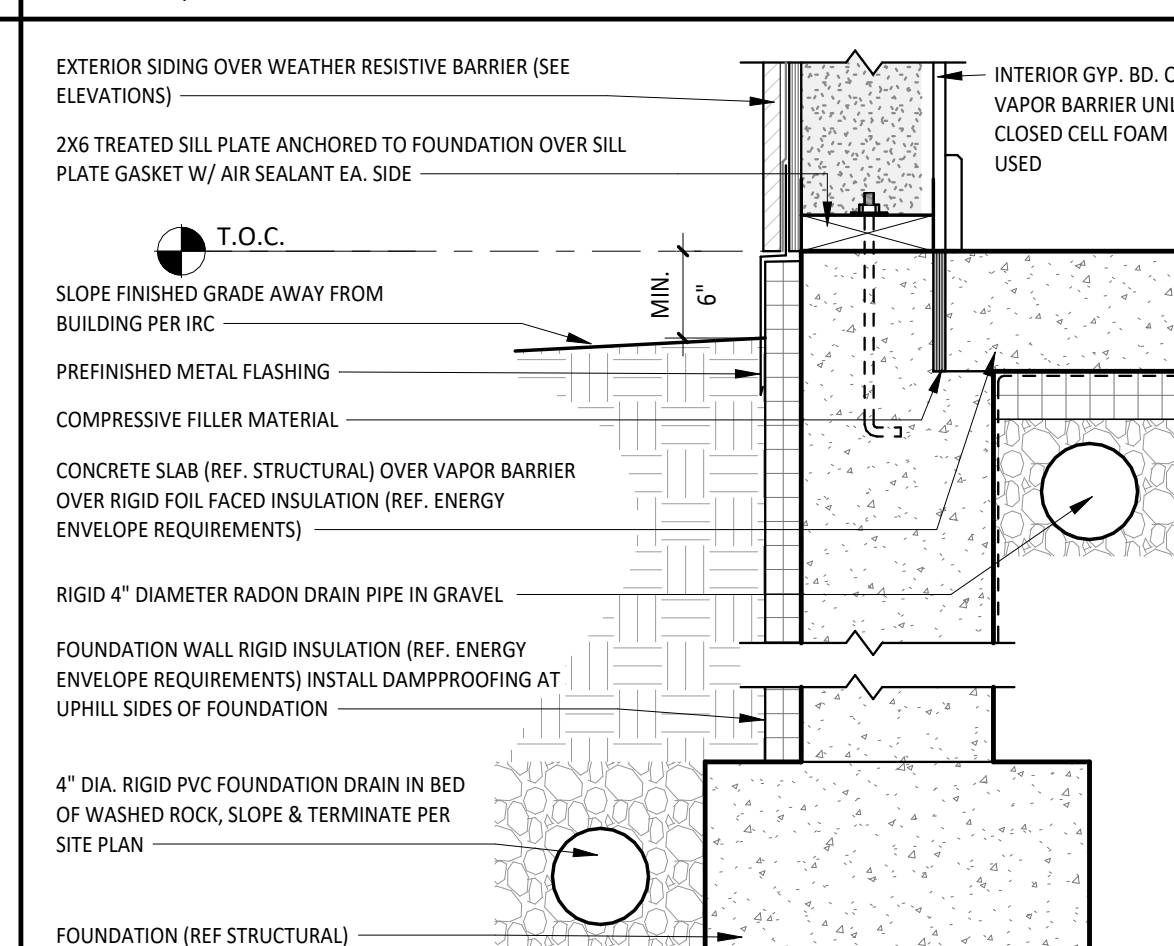 EXTERIOR SIDING OVER WEATHER RESISTIVE BARRIER (SEE
ELEVATIONS)
2X6 TREATED SILL PLATE ANCHORED TO FOUNDATION OVER SILL
PLATE GASKET W/ AIR SEALANT EA. SIDE
T.O.C.
SLOPE FINISHED GRADE AWAY FROM
BUILDING PER IRC
PREFINISHED METAL FLASHING
COMPRESSIVE FILLER MATERIAL
CONCRETE SLAB (REF. STRUCTURAL) OVER VAPOR BARRIER
OVER RIGID FOIL FACED INSULATION (REF. ENERGY
ENVELOPE REQUIREMENTS)
RIGID 4" DIAMETER RADON DRAIN PIPE IN GRAVEL
FOUNDATION WALL RIGID INSULATION (REF. ENERGY
ENVELOPE REQUIREMENTS) INSTALL DAMPPROOFING AT
UPHILL SIDES OF FOUNDATION
4" DIA. RIGID PVC FOUNDATION DRAIN IN BED
OF WASHED ROCK, SLOPE & TERMINATE PER
SITE PLAN
FOUNDATION (REF STRUCTURAL)
MIN.
6"
INTERIOR GYP. BD.
VAPOR BARRIER
CLOSED CELL FOAM
USED